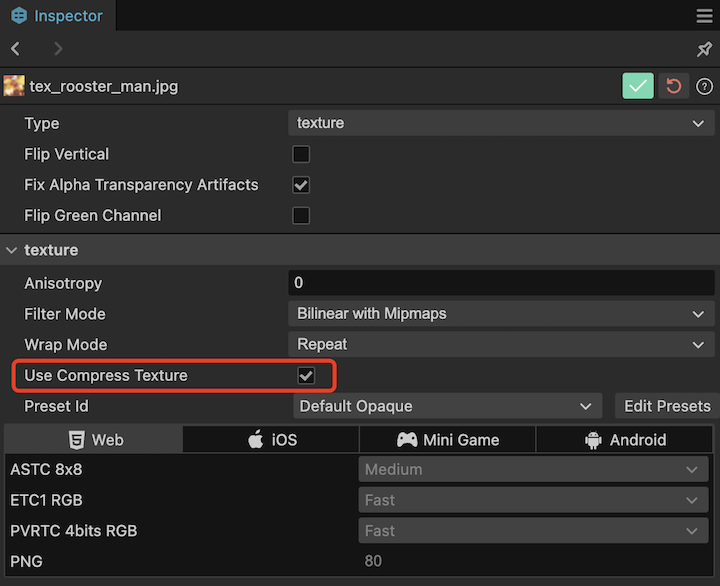 Inspector
tex_rooster_man.jpg
Type texture
Flip Vertical
Fix Alpha Transparency Artifacts
Flip Green Channel
texture
Anisotropy 0
Filter Mode Bilinear with Mipmaps
Wrap Mode Repeat
Use Compress Texture
Preset Id Default Opaque Edit Presets
Web iOS Mini Game Android
ASTC 8x8 Medium
ETC1 RGB Fast
PVRTC 4bits RGB Fast
PNG 80